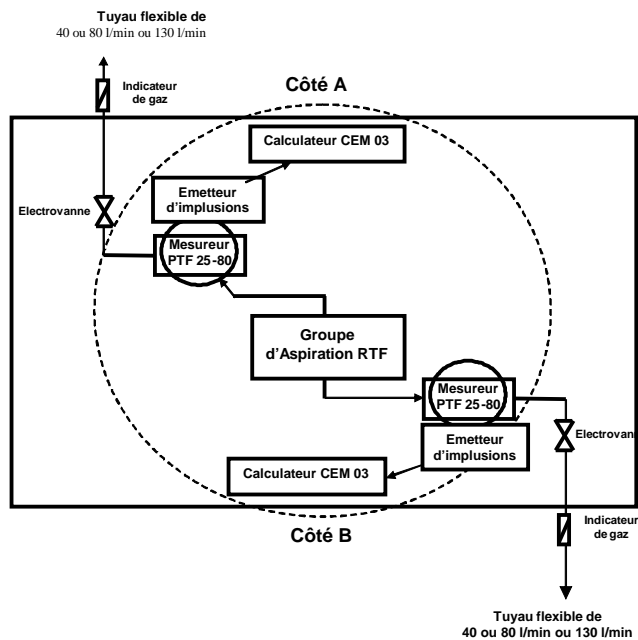 Tuyau flexible de
40 ou 80 l/min ou 130 l/min
Indicateur
de gaz
Côté A
Calculateur CEM 03
Emetteur
d'implusions
Electrovanne
Mesureur
PTF 25-80
Groupe
d'Aspiration RTF
Mesureur
PTF 25-80
Electrovan
Emetteur
d'implusions
Calculateur CEM 03
Côté B
Indicateur
de gaz
Tuyau flexible de
40 ou 80 l/min ou 130 l/min